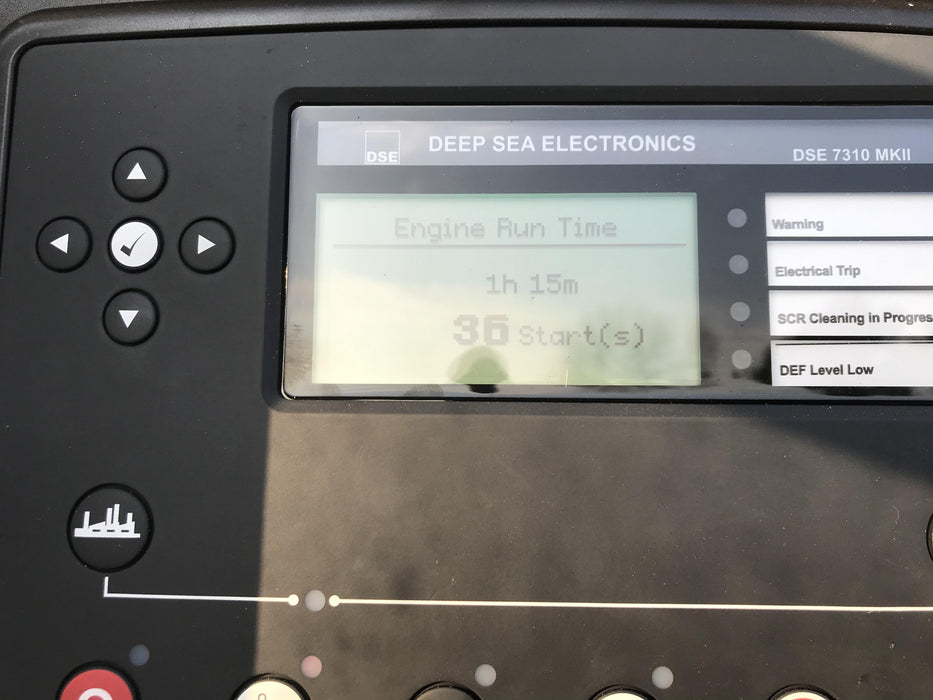 DSE
DEEP SEA ELECTRONICS
DSE 7310 MKII
Engine Run Time
1h 15m
36 Start(s)
Warning
Electrical Trip
SCR Cleaning in Progres
DEF Level Low